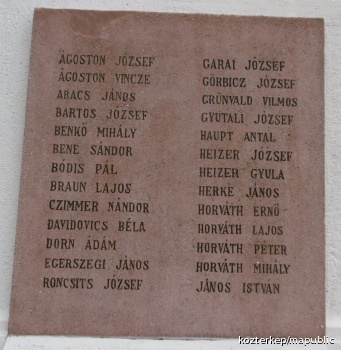 ÁGOSTON JÓZSEF
ÁGOSTON VINCZE
ARACS JÁNOS
BARTOS JÓZSEF
BENKŐ MIHÁLY
BENE SÁNDOR
BÓDIS PÁL
BRAUN LAJOS
CZIMMER NÁNDOR
DAVIDOVICS BÉLA
DORN ÁDÁM
EGERSZEGI JÁNOS
RONCSITS JÓZSEF
GARAI JÓZSEF
GÖRBICZ JÓZSEF
GRÜNVALD VILMOS
GYUTALI JÓZSEF
HAUPT ANTAL
HEIZER JÓZSEF
HEIZER GYULA
HERKE JÁNOS
HORVÁTH ERNŐ
HORVÁTH LAJOS
HORVÁTH PÉTER
HORVÁTH MIHÁLY
JÁNOS ISTVÁN
kozterkep/mapublic